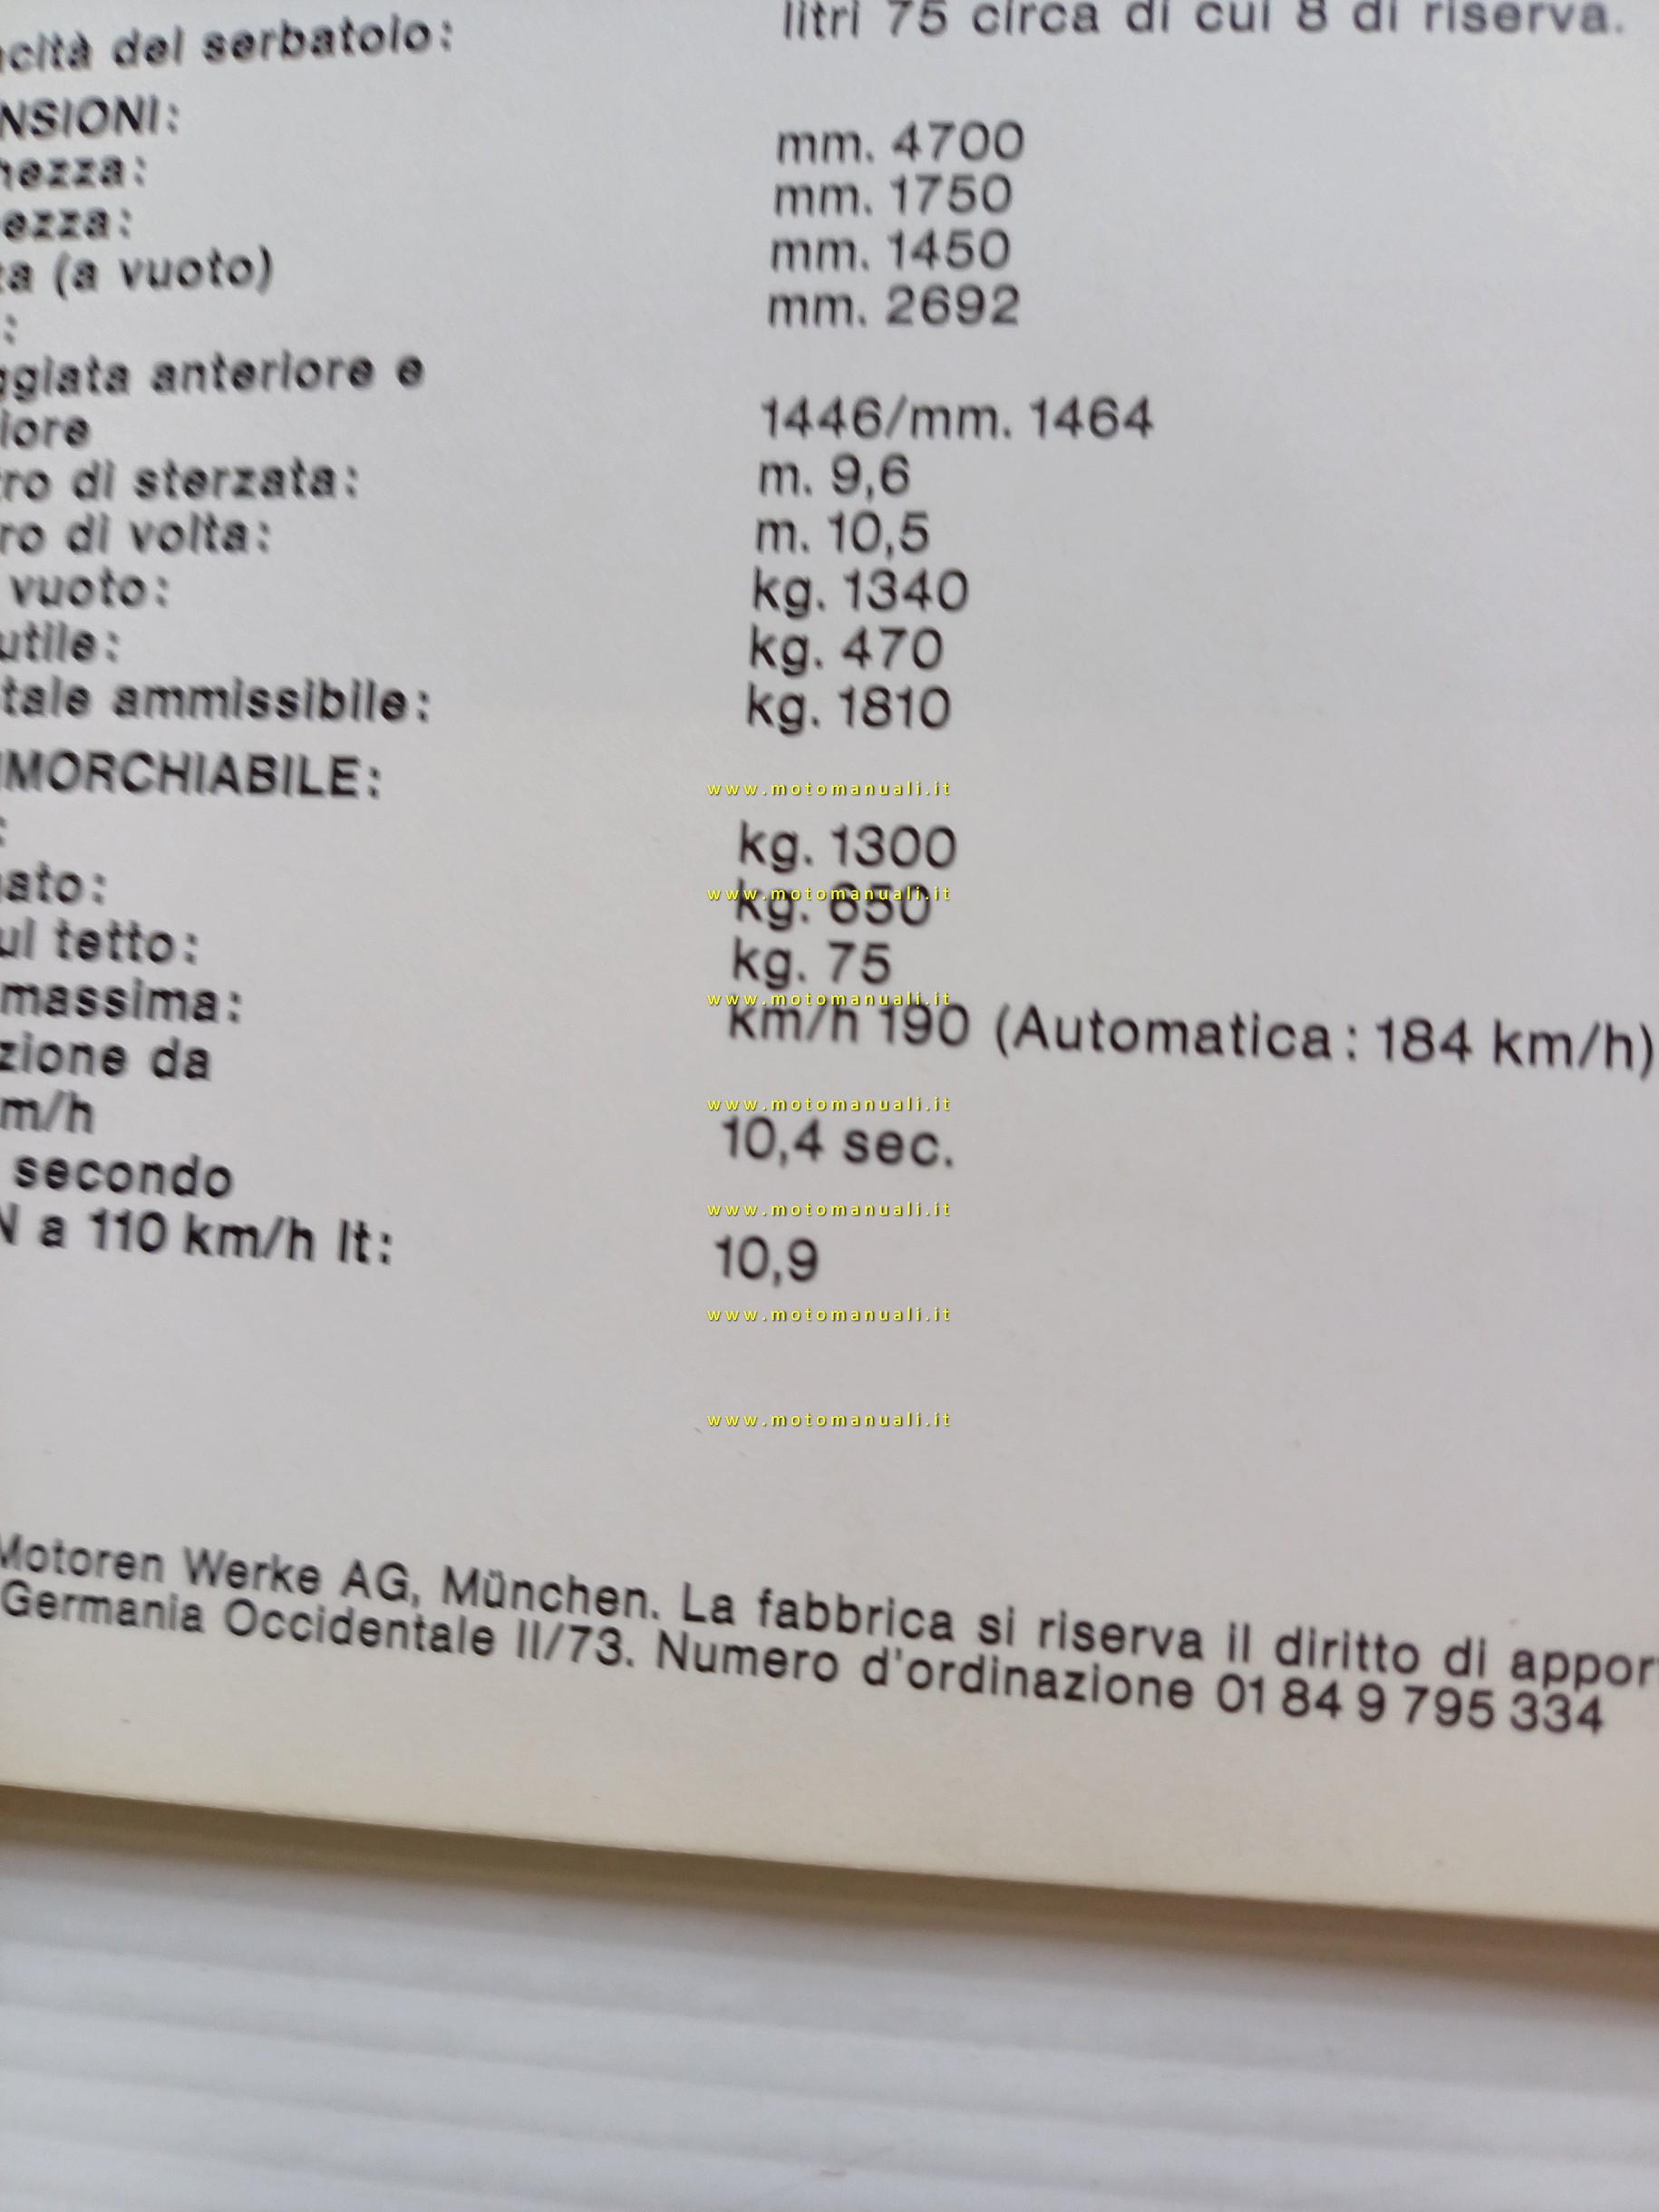 acità del serbatoio: litri 75 circa di cui 8 di riserva.
NSIONI:
hezza: mm. 4700
ezza: mm. 1750
za (a vuoto) mm. 1450
: mm. 2692
ggiata anteriore e
iore 1446/mm. 1464
ro di sterzata: m. 9,6
ro di volta: m. 10,5
vuoto: kg. 1340
utile: kg. 470
tale ammissibile: kg. 1810
IMORCHIABILE:
www.motomanuali.it
: kg. 1300
nato: kg. 650
www.motomanuali.it
ul tetto: kg. 75
www.motomanuali.it
massima: km/h 190 (Automatica: 184 km/h)
zione da
www.motomanuali.it
m/h 10,4 sec.
secondo
www.motomanuali.it
N a 110 km/h lt: 10,9
www.motomanuali.it
www.motomanuali.it
Motoren Werke AG, München. La fabbrica si riserva il diritto di appor
Germania Occidentale II/73. Numero d'ordinazione 01 84 9 795 334